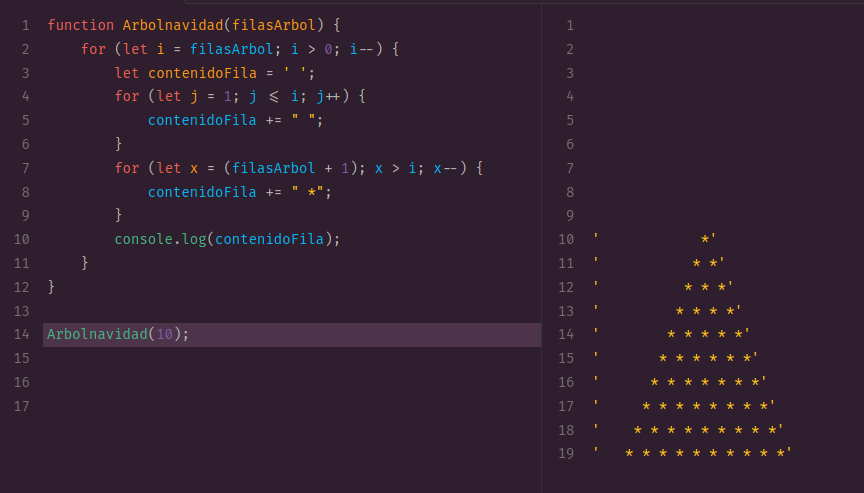 1 function Arbolnavidad(filasArbol) {
2     for (let i = filasArbol; i > 0; i--) {
3         let contenidoFila = ' ';
4         for (let j = 1; j <= i; j++) {
5             contenidoFila += " ";
6         }
7         for (let x = (filasArbol + 1); x > i; x--) {
8             contenidoFila += " *";
9         }
10         console.log(contenidoFila);
11     }
12 }
13
14 Arbolnavidad(10);
15
16
17
1
2
3
4
5
6
7
8
9
10 '            *'
11 '           * *'
12 '          * * *'
13 '         * * * *'
14 '        * * * * *'
15 '       * * * * * *'
16 '      * * * * * * *'
17 '     * * * * * * * *'
18 '    * * * * * * * * *'
19 '   * * * * * * * * * *'